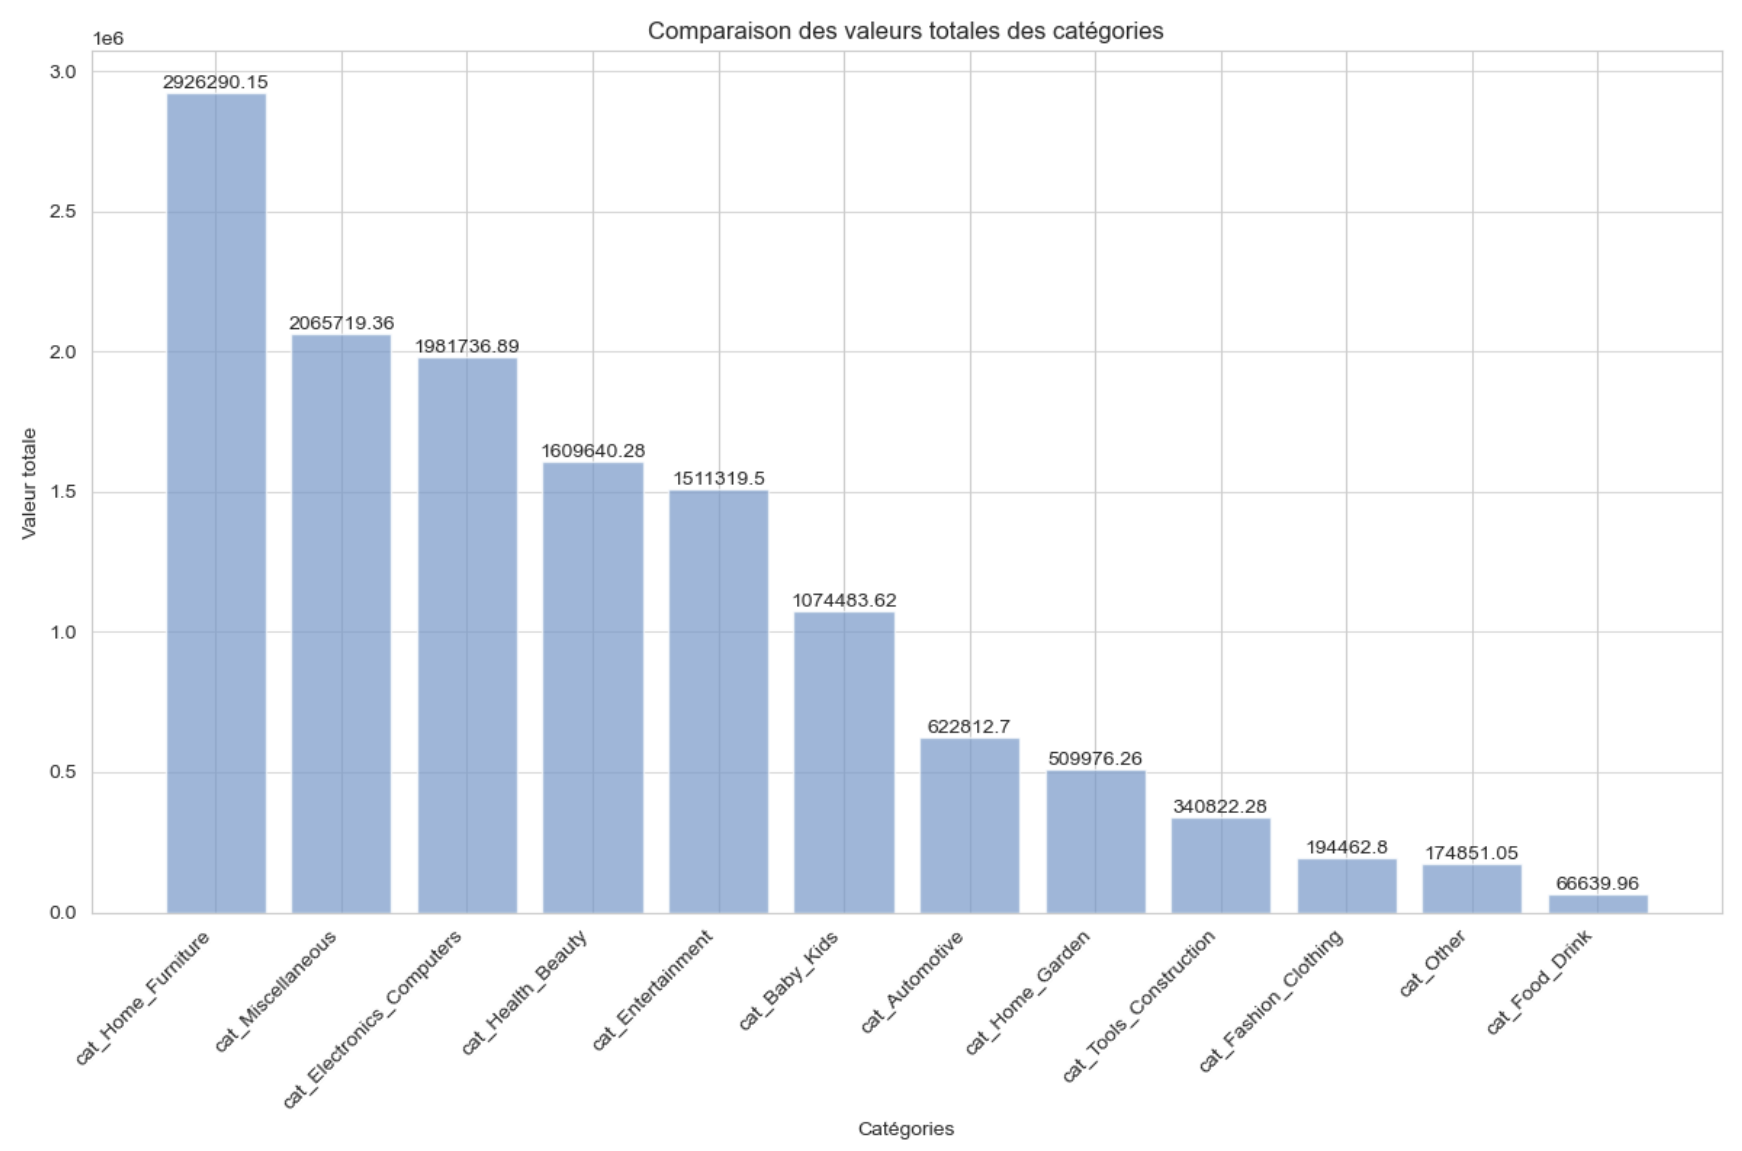 Comparaison des valeurs totales des catégories
1e6
3.0
2.5
2.0
1.5
1.0
0.5
0.0
Valeur totale
2926290.15
2065719.36
1981736.89
1609640.28
1511319.5
1074483.62
622812.7
509976.26
340822.28
194462.8
174851.05
66639.96
cat_Home_Furniture
cat_Miscellaneous
cat_Electronics_Computers
cat_Health_Beauty
cat_Entertainment
cat_Baby_Kids
cat_Automotive
cat_Home_Garden
cat_Tools_Construction
cat_Fashion_Clothing
cat_Other
cat_Food_Drink
Catégories